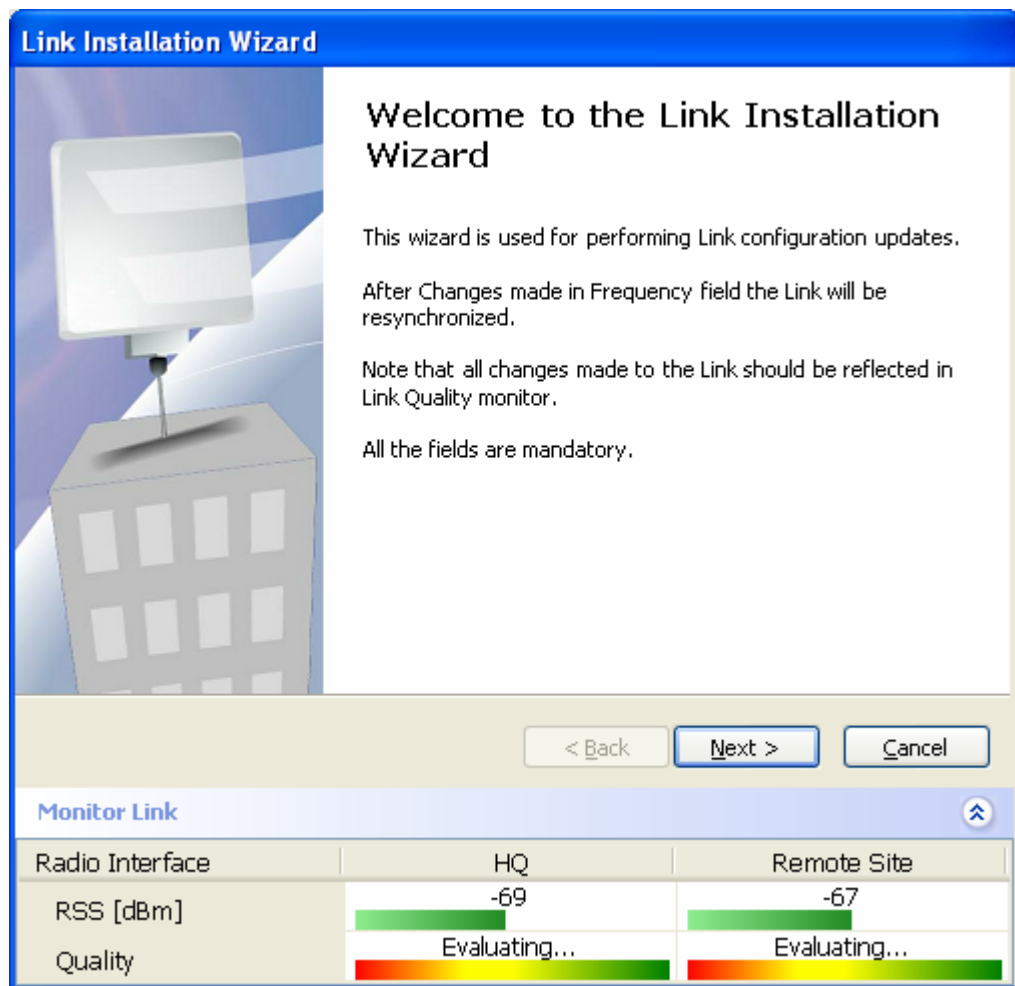 Link Installation Wizard
Welcome to the Link Installation
Wizard
This wizard is used for performing Link configuration updates.
After Changes made in Frequency field the Link will be
resynchronized.
Note that all changes made to the Link should be reflected in
Link Quality monitor.
All the fields are mandatory.
< Back Next > Cancel
Monitor Link
Radio Interface HQ Remote Site
RSS [dBm] -69 -67
Quality Evaluating... Evaluating...